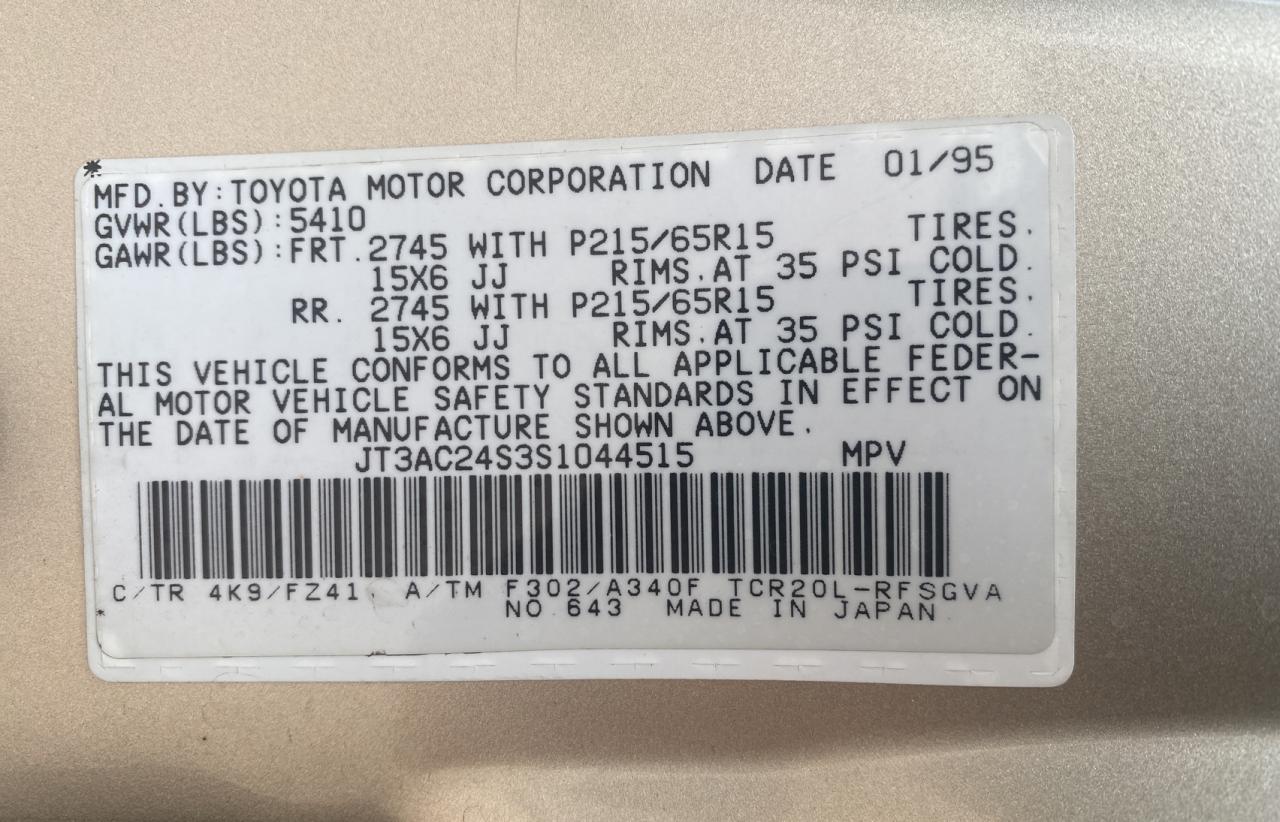 MFD.BY:TOYOTA MOTOR CORPORATION DATE 01/95
GVWR(LBS):5410
GAWR(LBS):FRT.2745 WITH P215/65R15 TIRES.
15X6 JJ RIMS.AT 35 PSI COLD.
RR. 2745 WITH P215/65R15 TIRES.
15X6 JJ RIMS.AT 35 PSI COLD.
THIS VEHICLE CONFORMS TO ALL APPLICABLE FEDER-
AL MOTOR VEHICLE SAFETY STANDARDS IN EFFECT ON
THE DATE OF MANUFACTURE SHOWN ABOVE.
JT3AC24S3S1044515 MPV
C/TR 4K9/FZ41, A/TM F302/A340F TCR20L-RFSGVA
NO.643 MADE IN JAPAN